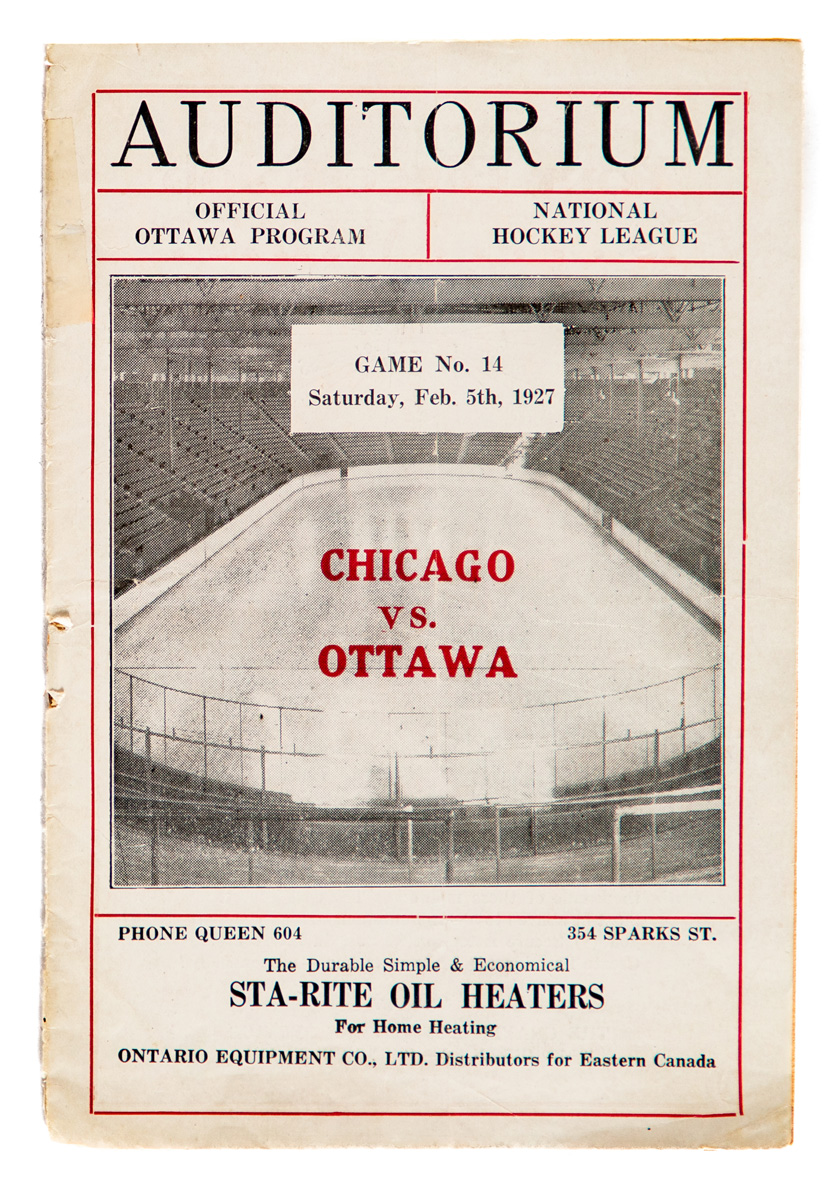 AUDITORIUM
OFFICIAL
OTTAWA PROGRAM
NATIONAL
HOCKEY LEAGUE
GAME No. 14
Saturday, Feb. 5th, 1927
CHICAGO
VS.
OTTAWA
PHONE QUEEN 604
354 SPARKS ST.
The Durable Simple & Economical
STA-RITE OIL HEATERS
For Home Heating
ONTARIO EQUIPMENT CO., LTD. Distributors for Eastern Canada